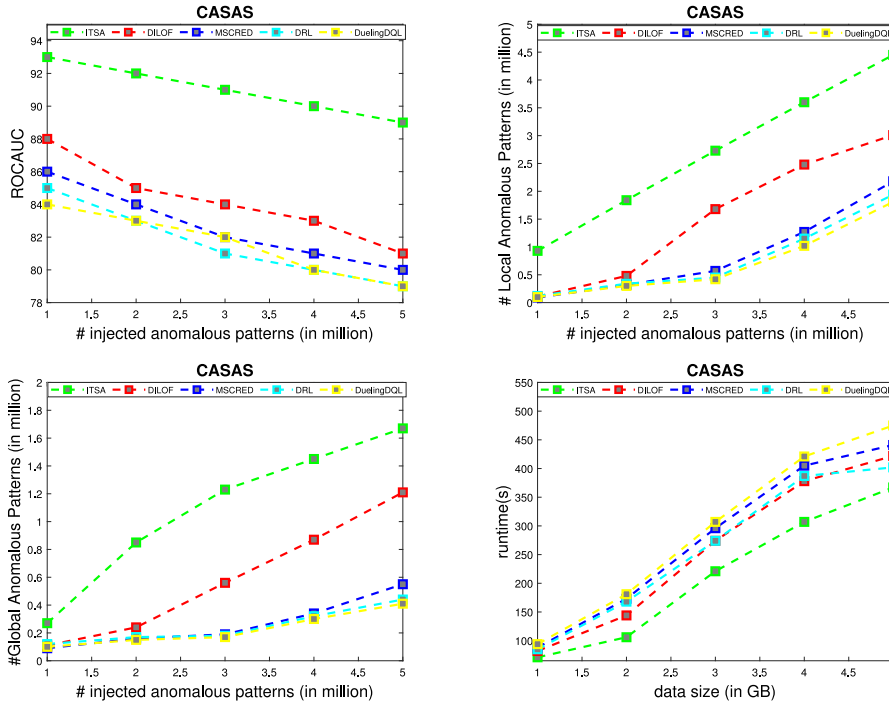 CASAS
ITSA DILOF MSCRED DRL DuelingDQL
ROCAUC
94
92
90
88
86
84
82
80
78
1 1.5 2 2.5 3 3.5 4 4.5 5
# injected anomalous patterns (in million)
CASAS
ITSA DILOF MSCRED DRL DuelingDQL
# Local Anomalous Patterns (in million)
5
4.5
4
3.5
3
2.5
2
1.5
1
0.5
0
1 1.5 2 2.5 3 3.5 4 4.5
# injected anomalous patterns (in million)
CASAS
ITSA DILOF MSCRED DRL DuelingDQL
#Global Anomalous Patterns (in million)
2
1.8
1.6
1.4
1.2
1
0.8
0.6
0.4
0.2
0
1 1.5 2 2.5 3 3.5 4 4.5 5
# injected anomalous patterns (in million)
CASAS
ITSA DILOF MSCRED DRL DuelingDQL
runtime(s)
550
500
450
400
350
300
250
200
150
100
1 1.5 2 2.5 3 3.5 4 4.5
data size (in GB)